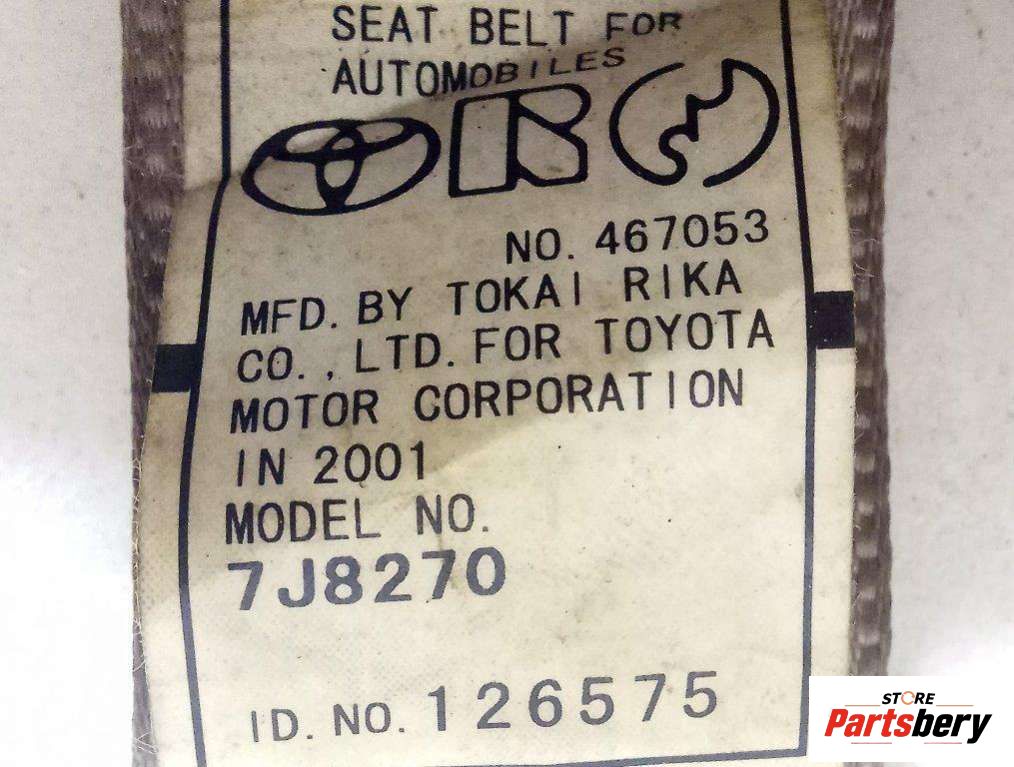 SEAT BELT FOR
AUTOMOBILES
NO. 467053
MFD. BY TOKAI RIKA
CO., LTD. FOR TOYOTA
MOTOR CORPORATION
IN 2001
MODEL NO.
7J8270
ID. NO. 126575
STORE
Partsbery